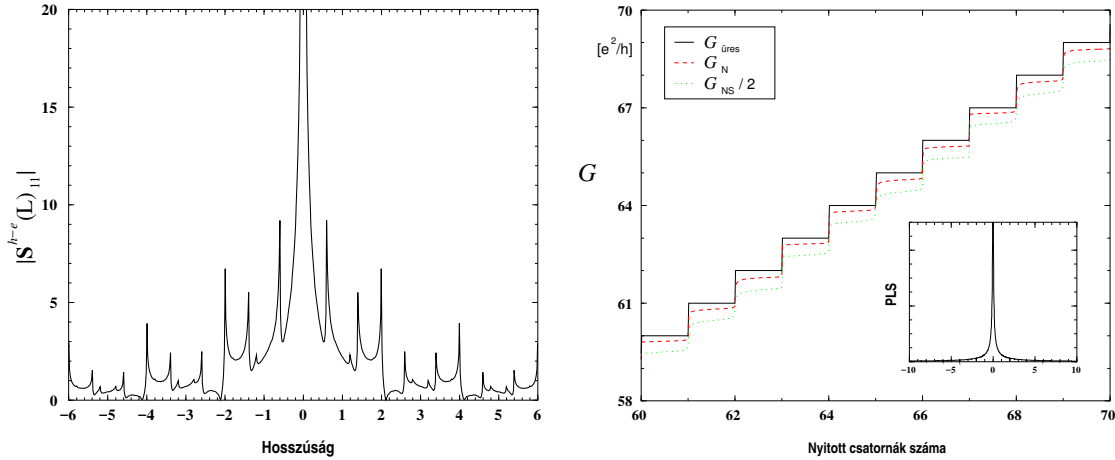 20
15
10
5
0
|S^{h-e}(L)_{11}|
−6 −5 −4 −3 −2 −1 0 1 2 3 4 5 6
Hosszúság
70
[e²/h]
67
G
64
61
58
G üres
G N
G NS / 2
PLS
−10 −5 0 5 10
60 62 64 66 68 70
Nyitott csatornák száma